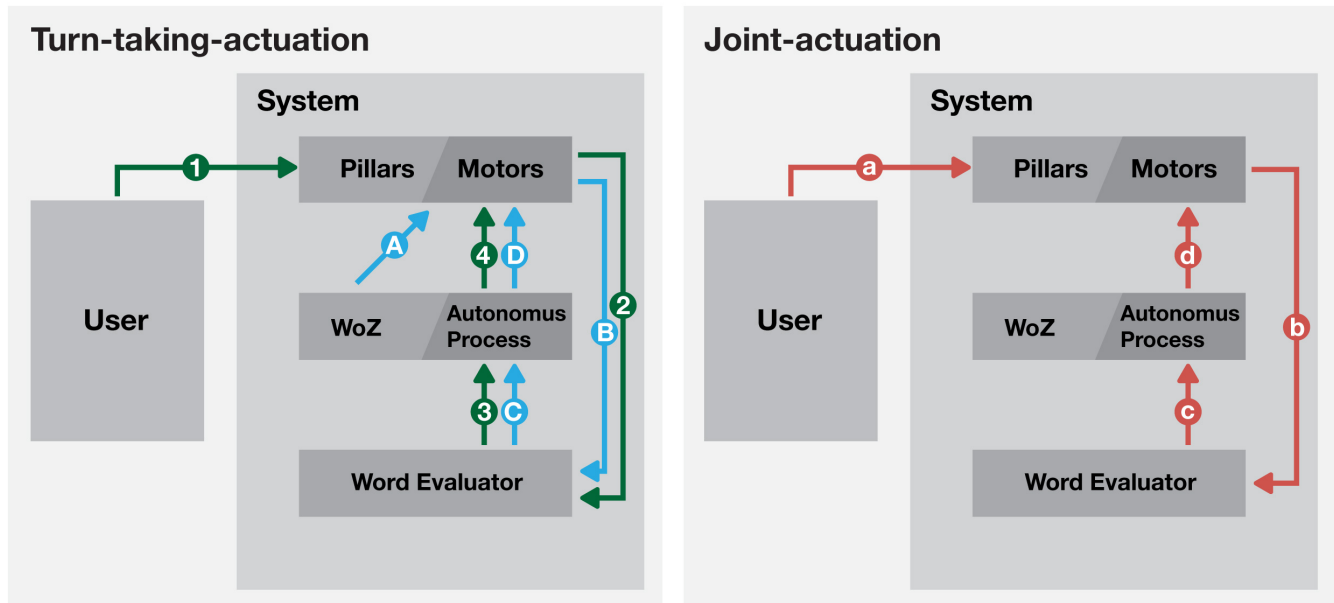 Turn-taking-actuation
System
1
Pillars
Motors
2
A
4
D
B
User
WoZ
Autonomus
Process
3
C
Word Evaluator
Joint-actuation
System
a
Pillars
Motors
d
b
User
WoZ
Autonomus
Process
c
Word Evaluator